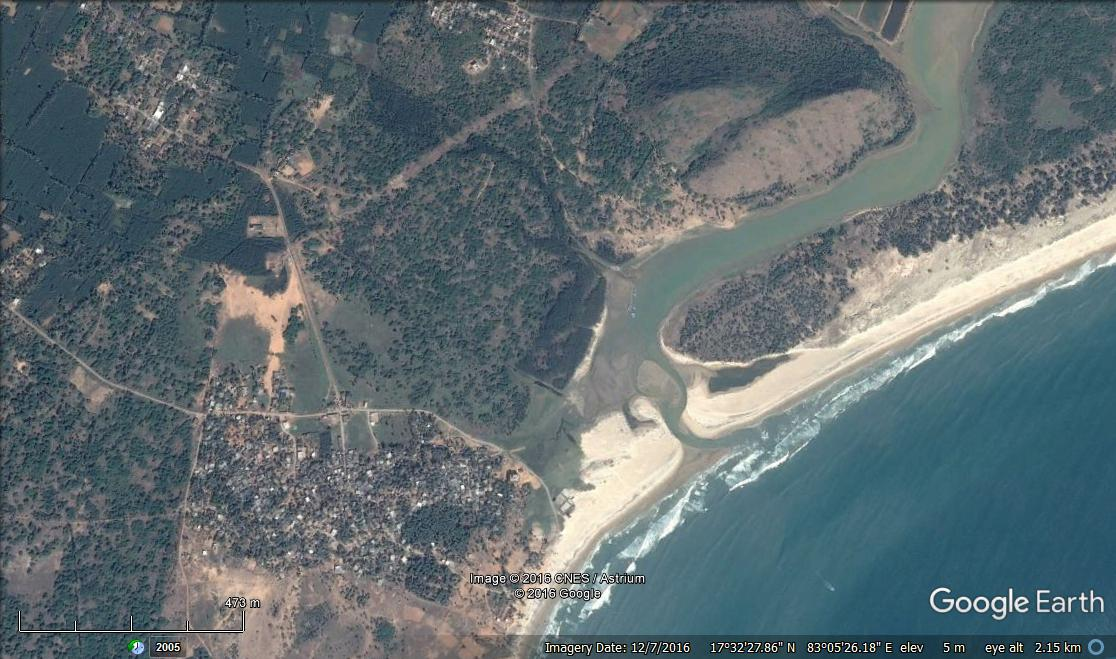 Image © 2016 CNES / Astrium
© 2016 Google
Google Earth
473 m
2005
Imagery Date: 12/7/2016 17°32'27.86" N 83°05'26.18" E elev 5 m eye alt 2.15 km